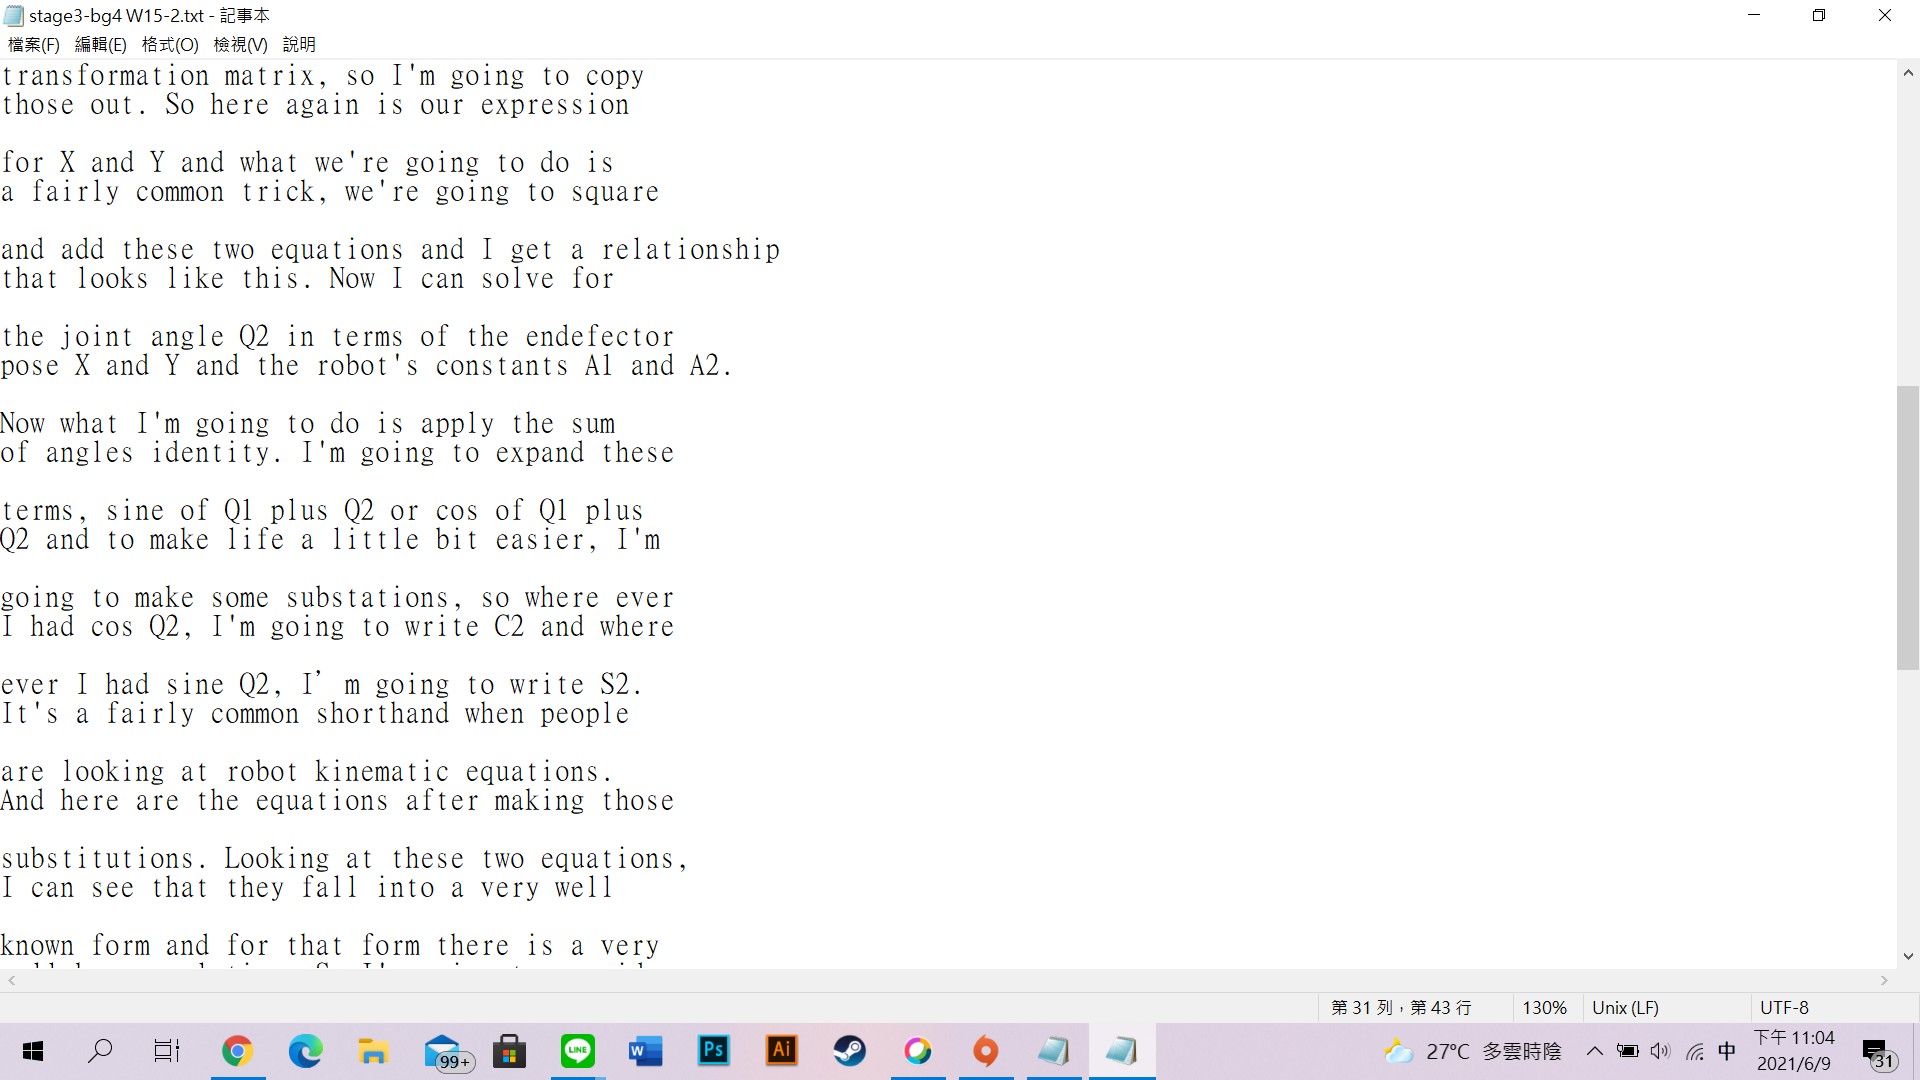 stage3-bg4 W15-2.txt - 記事本
檔案(F) 編輯(E) 格式(O) 檢視(V) 說明
transformation matrix, so I'm going to copy
those out. So here again is our expression
for X and Y and what we're going to do is
a fairly common trick, we're going to square
and add these two equations and I get a relationship
that looks like this. Now I can solve for
the joint angle Q2 in terms of the endefector
pose X and Y and the robot's constants A1 and A2.
Now what I'm going to do is apply the sum
of angles identity. I'm going to expand these
terms, sine of Q1 plus Q2 or cos of Q1 plus
Q2 and to make life a little bit easier, I'm
going to make some substations, so where ever
I had cos Q2, I'm going to write C2 and where
ever I had sine Q2, I’m going to write S2.
It's a fairly common shorthand when people
are looking at robot kinematic equations.
And here are the equations after making those
substitutions. Looking at these two equations,
I can see that they fall into a very well
known form and for that form there is a very
第 31 列，第 43 行 130% Unix (LF) UTF-8
99+ LINE W Ps Ai 27°C 多雲時陰 中 下午 11:04
2021/6/9 31